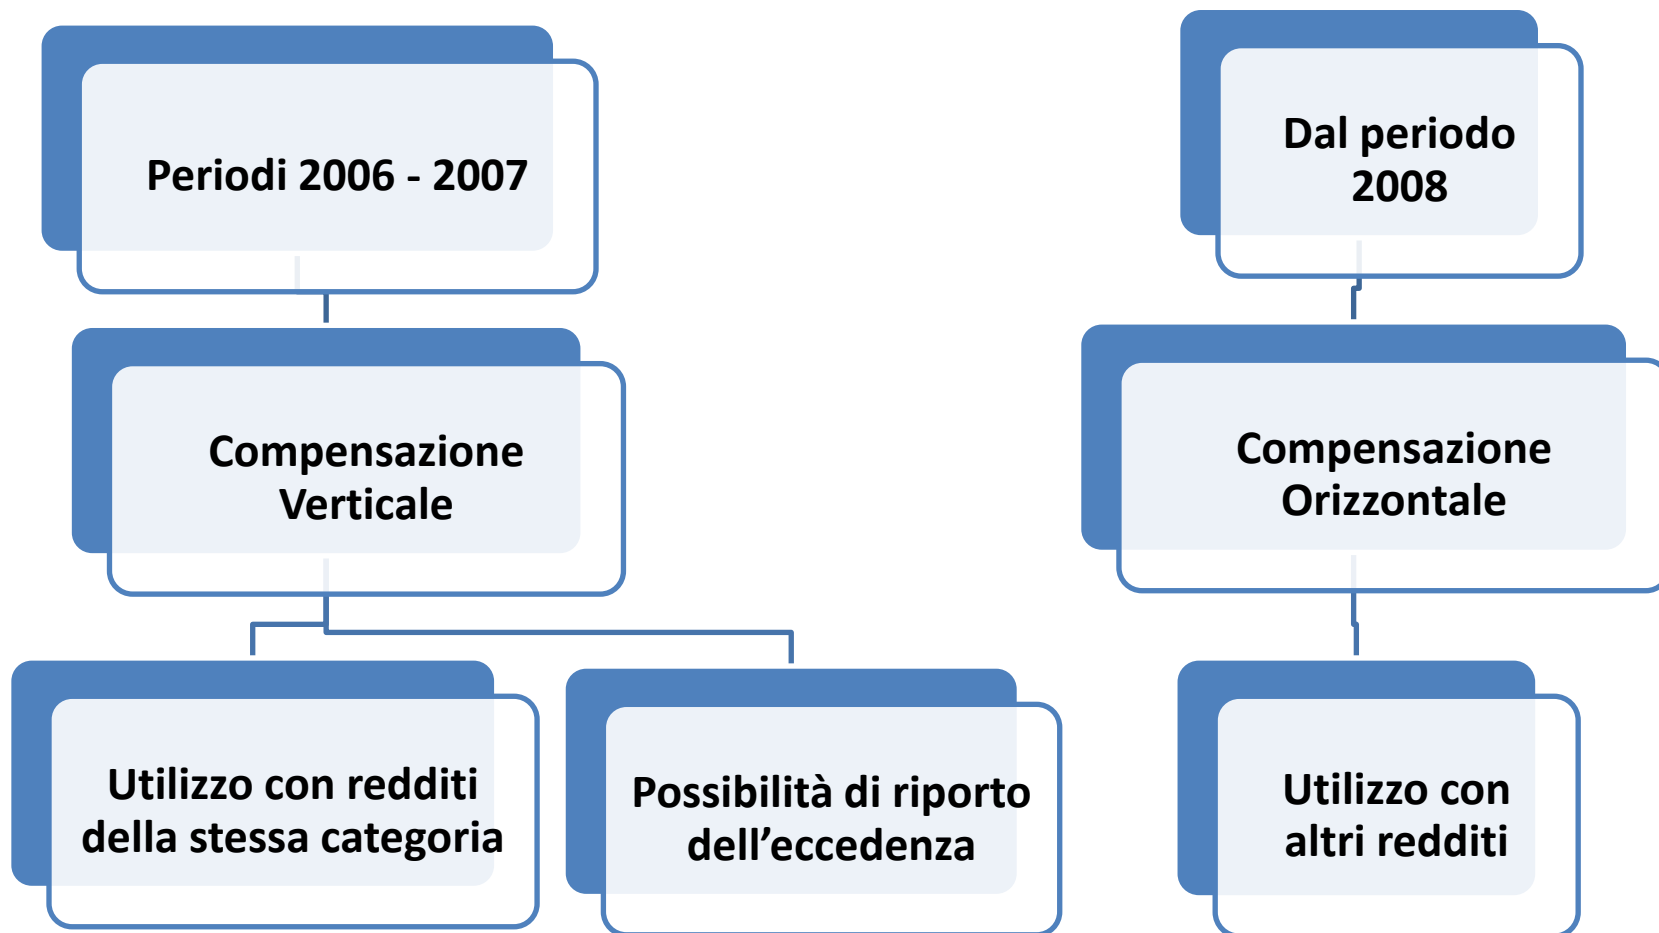 Periodi 2006 - 2007
Dal periodo
2008
Compensazione
Verticale
Compensazione
Orizzontale
Utilizzo con redditi
della stessa categoria
Possibilità di riporto
dell’eccedenza
Utilizzo con
altri redditi